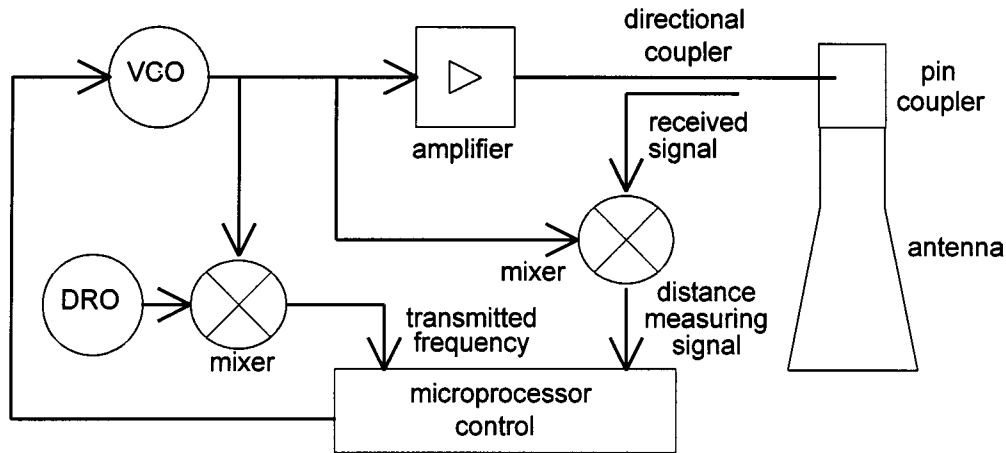 directional
coupler
VCO
pin
coupler
amplifier
received
signal
antenna
mixer
DRO
distance
measuring
signal
transmitted
frequency
mixer
microprocessor
control